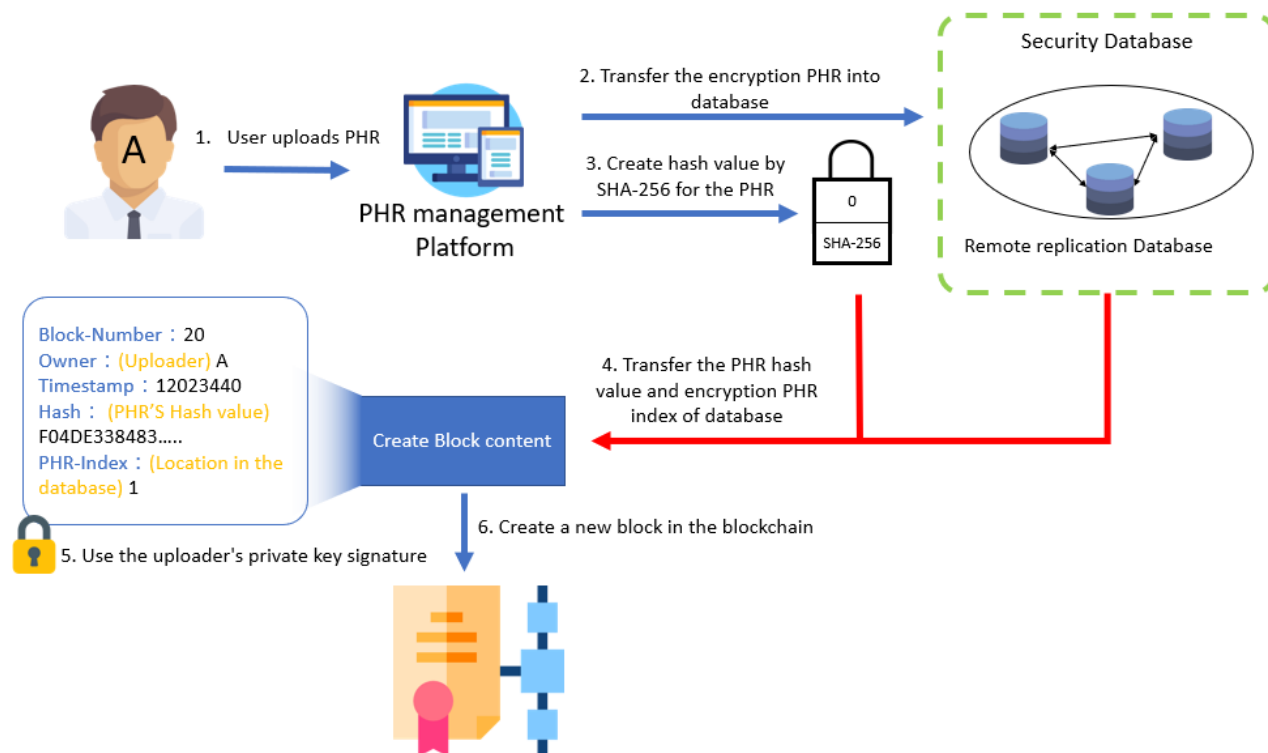 A
1. User uploads PHR
PHR management
Platform
2. Transfer the encryption PHR into
database
3. Create hash value by
SHA-256 for the PHR
0
SHA-256
Security Database
Remote replication Database
4. Transfer the PHR hash
value and encryption PHR
index of database
Block-Number：20
Owner：(Uploader) A
Timestamp：12023440
Hash： (PHR’S Hash value)
F04DE338483.....
PHR-Index：(Location in the
database) 1
Create Block content
5. Use the uploader's private key signature
6. Create a new block in the blockchain